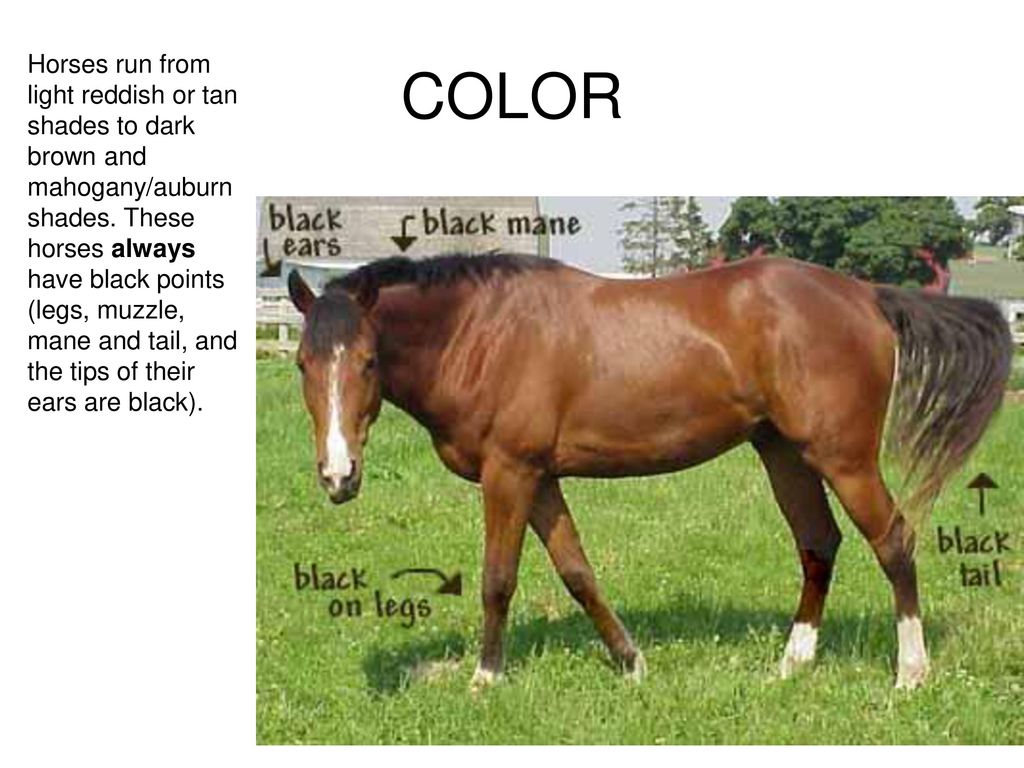 Horses run from
light reddish or tan
shades to dark
brown and
mahogany/auburn
shades. These
horses always
have black points
(legs, muzzle,
mane and tail, and
the tips of their
ears are black).
COLOR
black
ears
black mane
black
on legs
black
tail